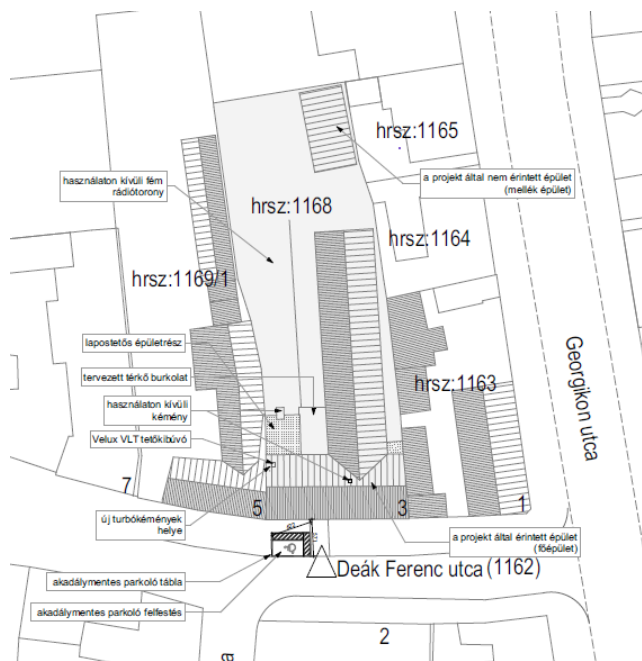 hrsz:1165
a projekt által nem érintett épület
(mellék épület)
használaton kívüli fém
rádiótorony
hrsz:1168
hrsz:1164
hrsz:1169/1
lapostetős épületrész
tervezett térkő burkolat
használaton kívüli
kémény
Velux VLT tetőkibúvó
hrsz:1163
Georgikon utca
7
5
3
1
új turbókémények
helye
a projekt által érintett épület
(főépület)
akadálymentes parkoló tábla
Deák Ferenc utca (1162)
akadálymentes parkoló felfestés
2
a